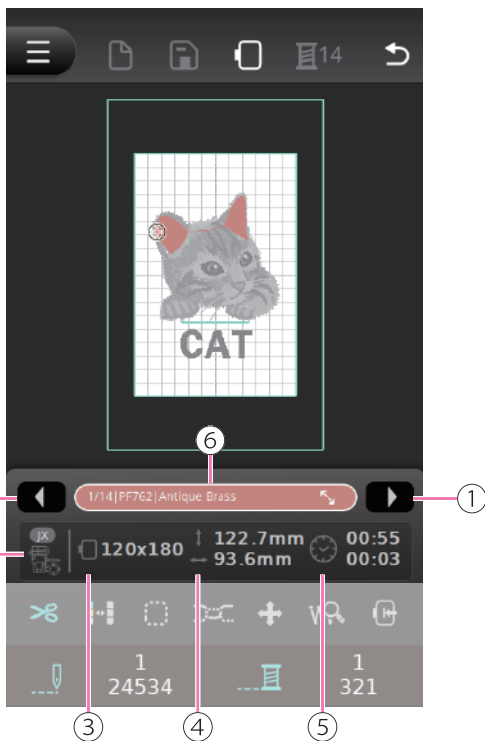 14
CAT
6
1/14|PF762|Antique Brass
1
JX
120x180
122.7mm
93.6mm
00:55
00:03
W
1
24534
1
321
3
4
5